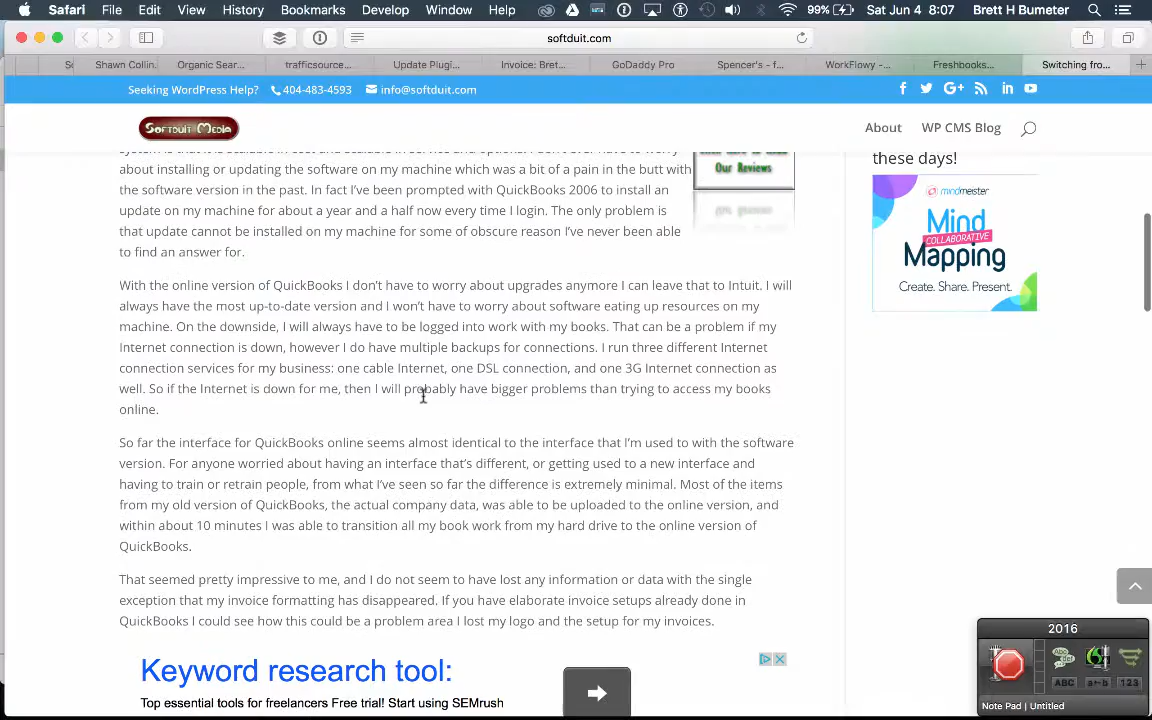 Safari File Edit View History Bookmarks Develop Window Help 99% Sat Jun 4 8:07 Brett H Bumeter
softduit.com
Shawn Collin. Organic Sear... trafficsource... Update Plugi... Invoice: Bret... GoDaddy Pro Spencer's - f... WorkFlowy -... Freshbooks... Switching fro...
Seeking WordPress Help? 404-483-4593 info@softduit.com
Softduit Media
About WP CMS Blog
these days!
Our Reviews
about installing or updating the software on my machine which was a bit of a pain in the butt with
the software version in the past. In fact I've been prompted with QuickBooks 2006 to install an
update on my machine for about a year and a half now every time I login. The only problem is
that update cannot be installed on my machine for some of obscure reason I've never been able
to find an answer for.
mindmeister
Mind
COLLABORATIVE
Mapping
Create. Share. Present.
With the online version of QuickBooks I don't have to worry about upgrades anymore I can leave that to Intuit. I will
always have the most up-to-date version and I won't have to worry about software eating up resources on my
machine. On the downside, I will always have to be logged into work with my books. That can be a problem if my
Internet connection is down, however I do have multiple backups for connections. I run three different Internet
connection services for my business: one cable Internet, one DSL connection, and one 3G Internet connection as
well. So if the Internet is down for me, then I will probably have bigger problems than trying to access my books
online.
So far the interface for QuickBooks online seems almost identical to the interface that I'm used to with the software
version. For anyone worried about having an interface that's different, or getting used to a new interface and
having to train or retrain people, from what I've seen so far the difference is extremely minimal. Most of the items
from my old version of QuickBooks, the actual company data, was able to be uploaded to the online version, and
within about 10 minutes I was able to transition all my book work from my hard drive to the online version of
QuickBooks.
That seemed pretty impressive to me, and I do not seem to have lost any information or data with the single
exception that my invoice formatting has disappeared. If you have elaborate invoice setups already done in
QuickBooks I could see how this could be a problem area I lost my logo and the setup for my invoices.
Keyword research tool:
Top essential tools for freelancers Free trial! Start using SEMrush
2016
ABC 123
Note Pad | Untitled